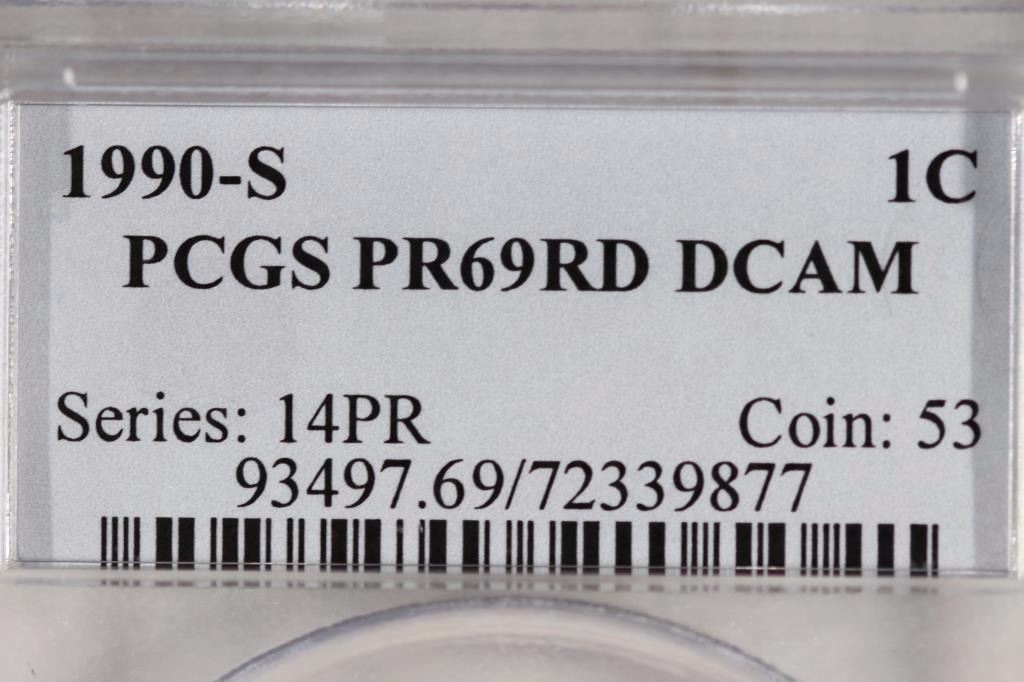 1990-S 1C
PCGS PR69RD DCAM
Series: 14PR Coin: 53
93497.69/72339877